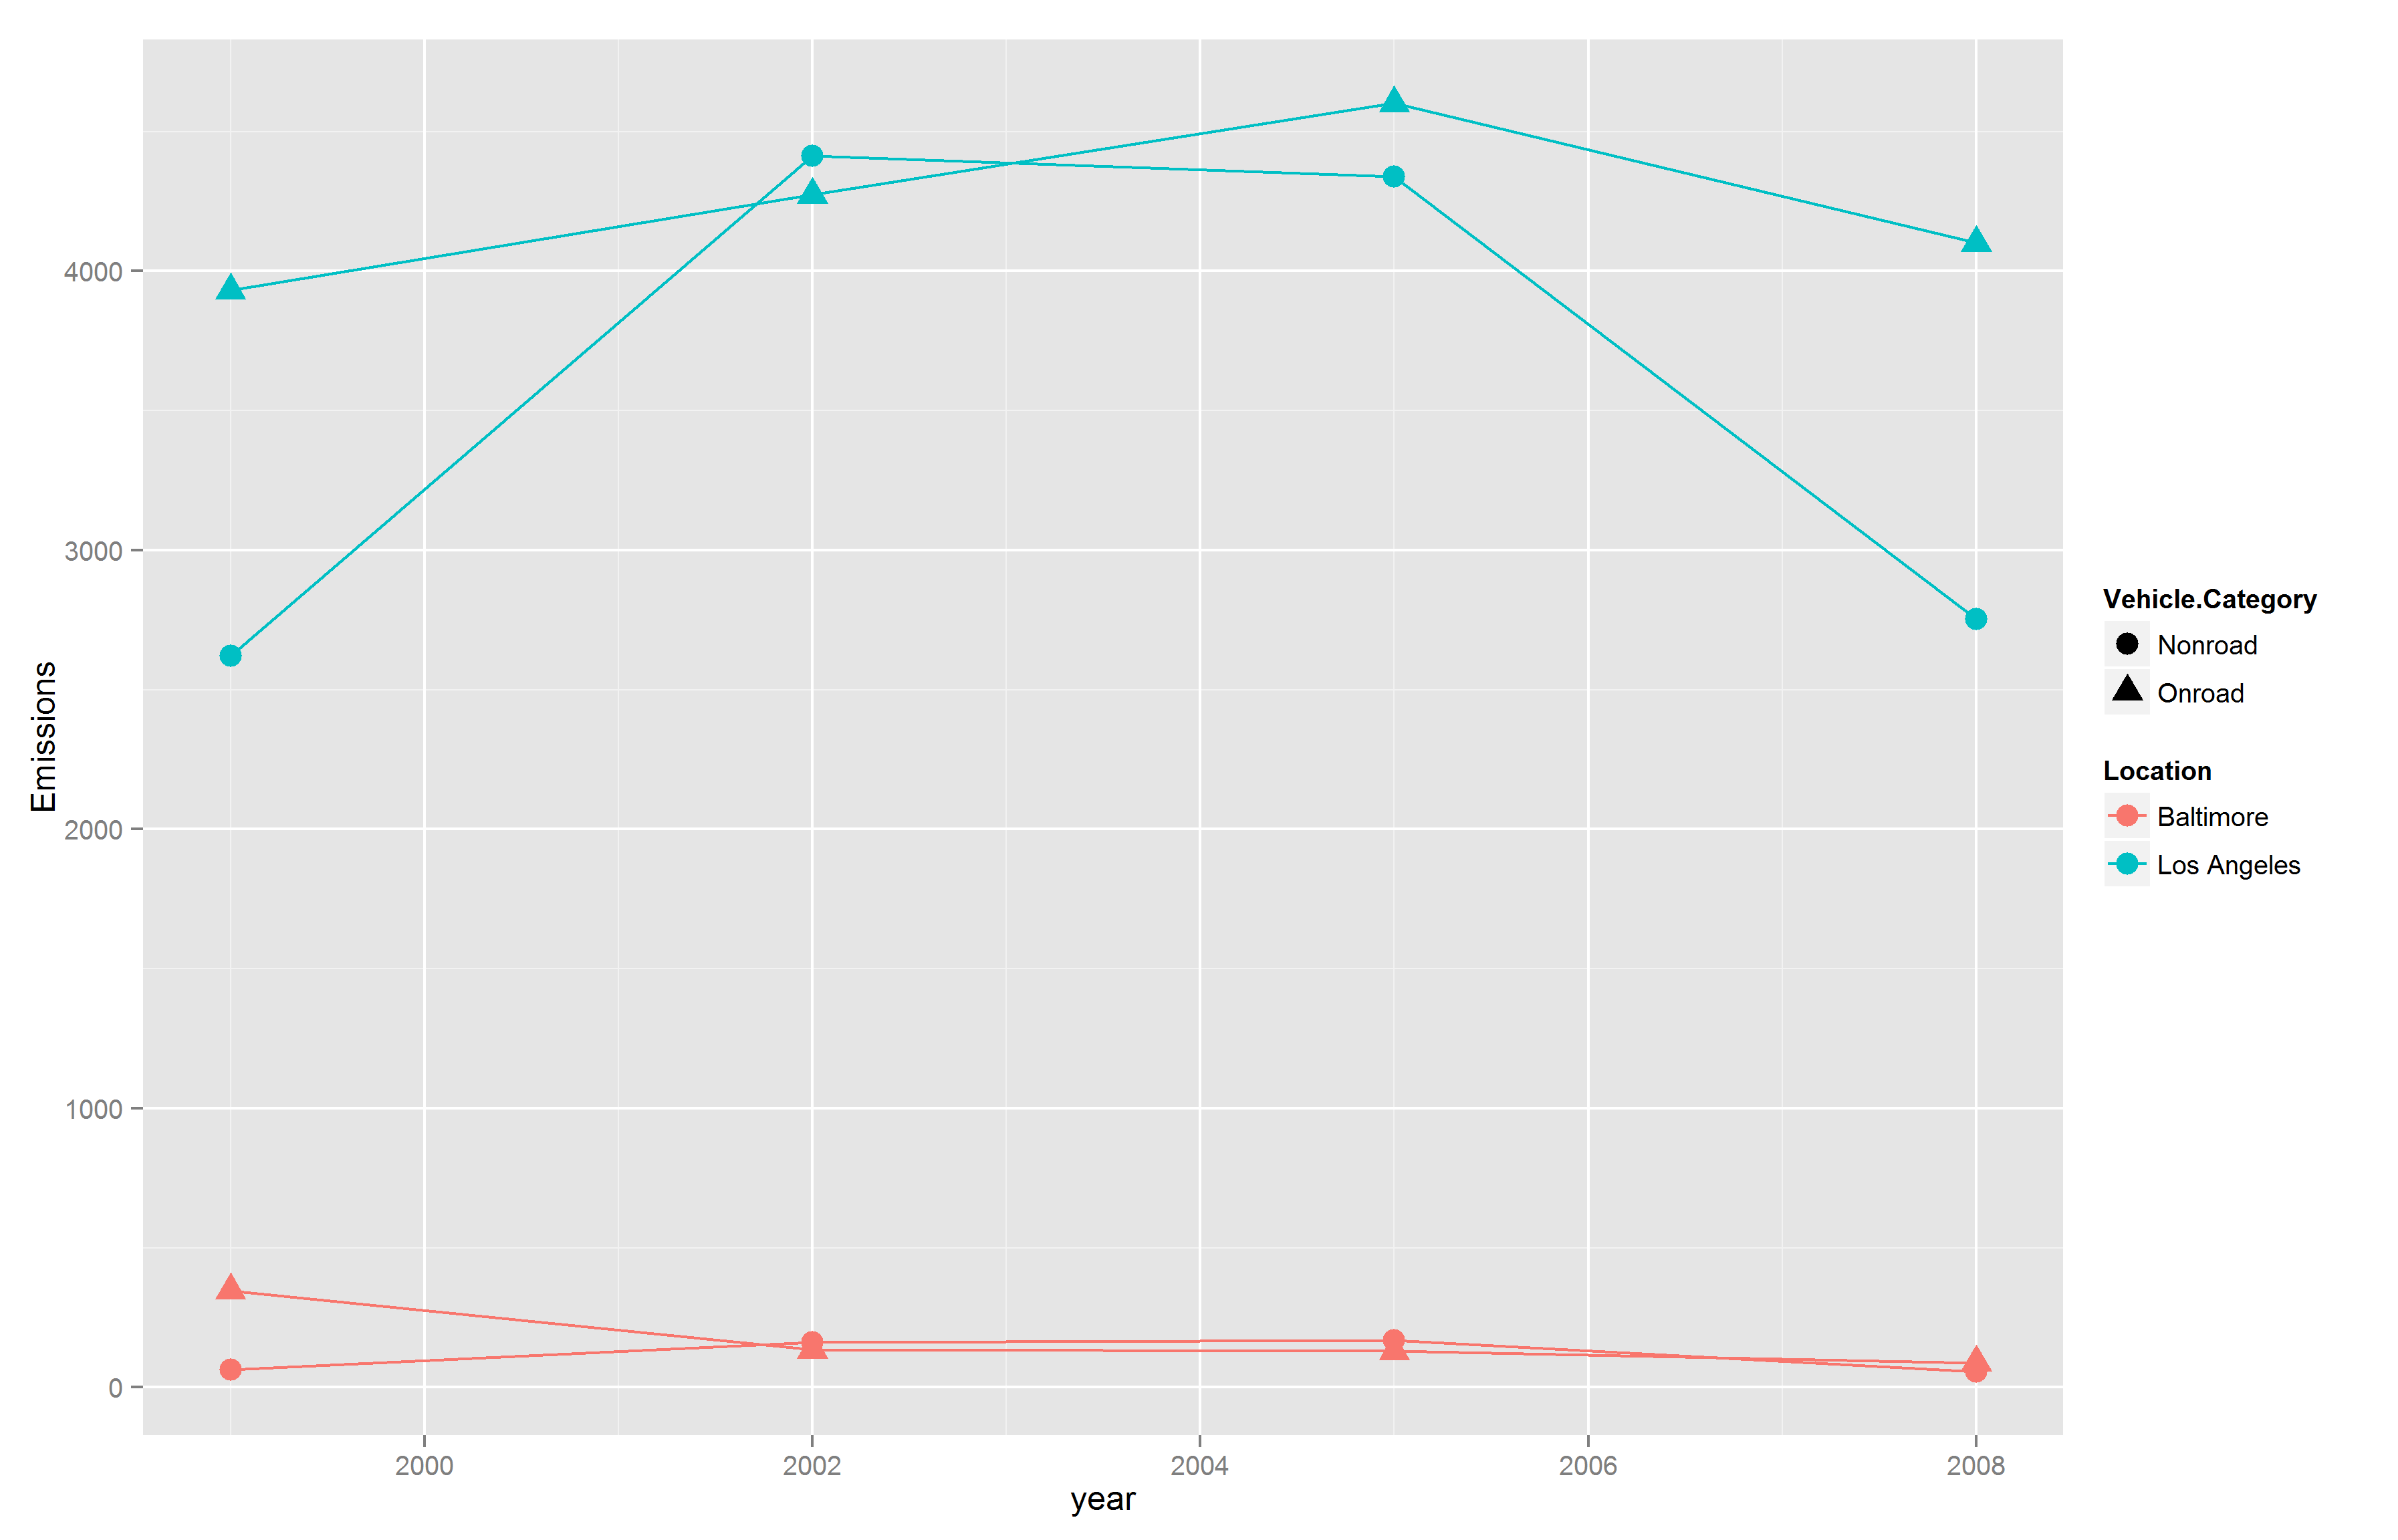 Emissions
4000
3000
2000
1000
0
2000 2002 2004 2006 2008
year
Vehicle.Category
Nonroad
Onroad
Location
Baltimore
Los Angeles